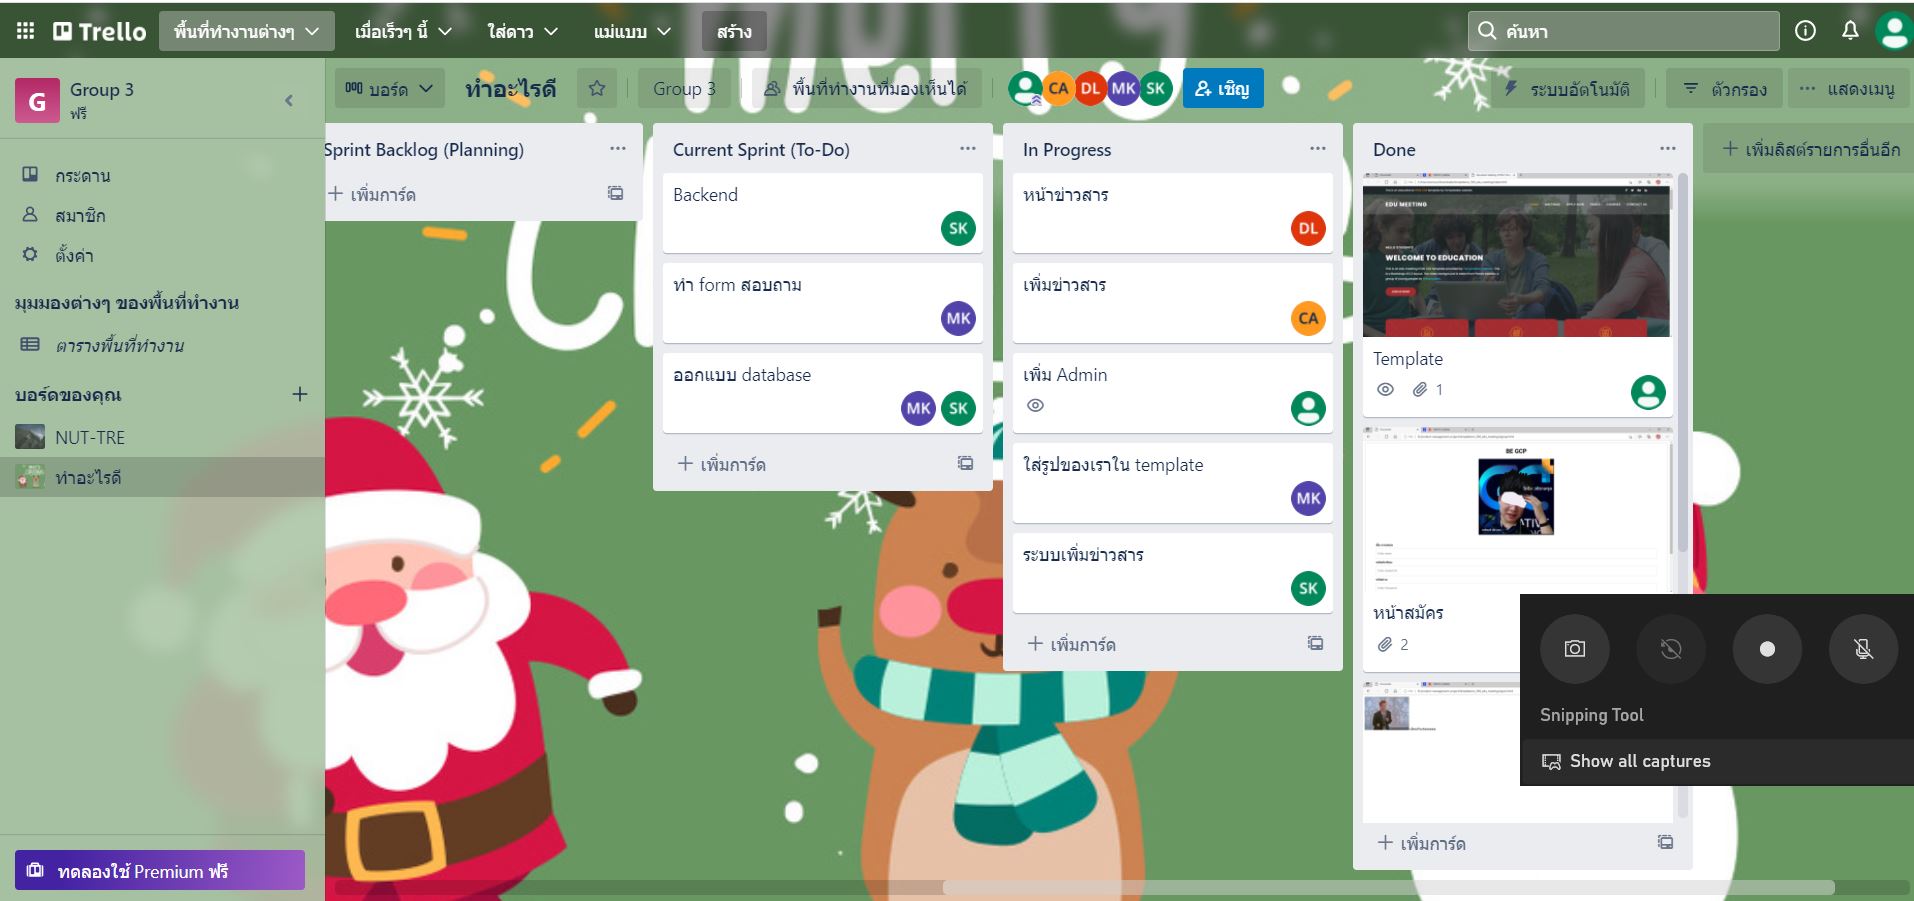 Trello
พื้นที่ทำงานต่างๆ
เมื่อเร็วๆ นี้
ใส่ดาว
แม่แบบ
สร้าง
ค้นหา
G
Group 3
ฟรี
บอร์ด
ทำอะไรดี
Group 3
พื้นที่ทำงานที่มองเห็นได้
CA
DL
MK
SK
เชิญ
ระบบอัตโนมัติ
ตัวกรอง
แสดงเมนู
กระดาน
สมาชิก
ตั้งค่า
มุมมองต่างๆ ของพื้นที่ทำงาน
ตารางพื้นที่ทำงาน
บอร์ดของคุณ
NUT-TRE
ทำอะไรดี
ทดลองใช้ Premium ฟรี
Sprint Backlog (Planning)
เพิ่มการ์ด
Current Sprint (To-Do)
Backend
SK
ทำ form สอบถาม
MK
ออกแบบ database
MK
SK
เพิ่มการ์ด
In Progress
หน้าข่าวสาร
DL
เพิ่มข่าวสาร
CA
เพิ่ม Admin
ใส่รูปของเราใน template
MK
ระบบเพิ่มข่าวสาร
SK
เพิ่มการ์ด
Done
EDU MEETING
HELLO STUDENTS
WELCOME TO EDUCATION
Template
1
BE GCP
หน้าสมัคร
2
เพิ่มการ์ด
เพิ่มลิสต์รายการอื่นอีก
Snipping Tool
Show all captures